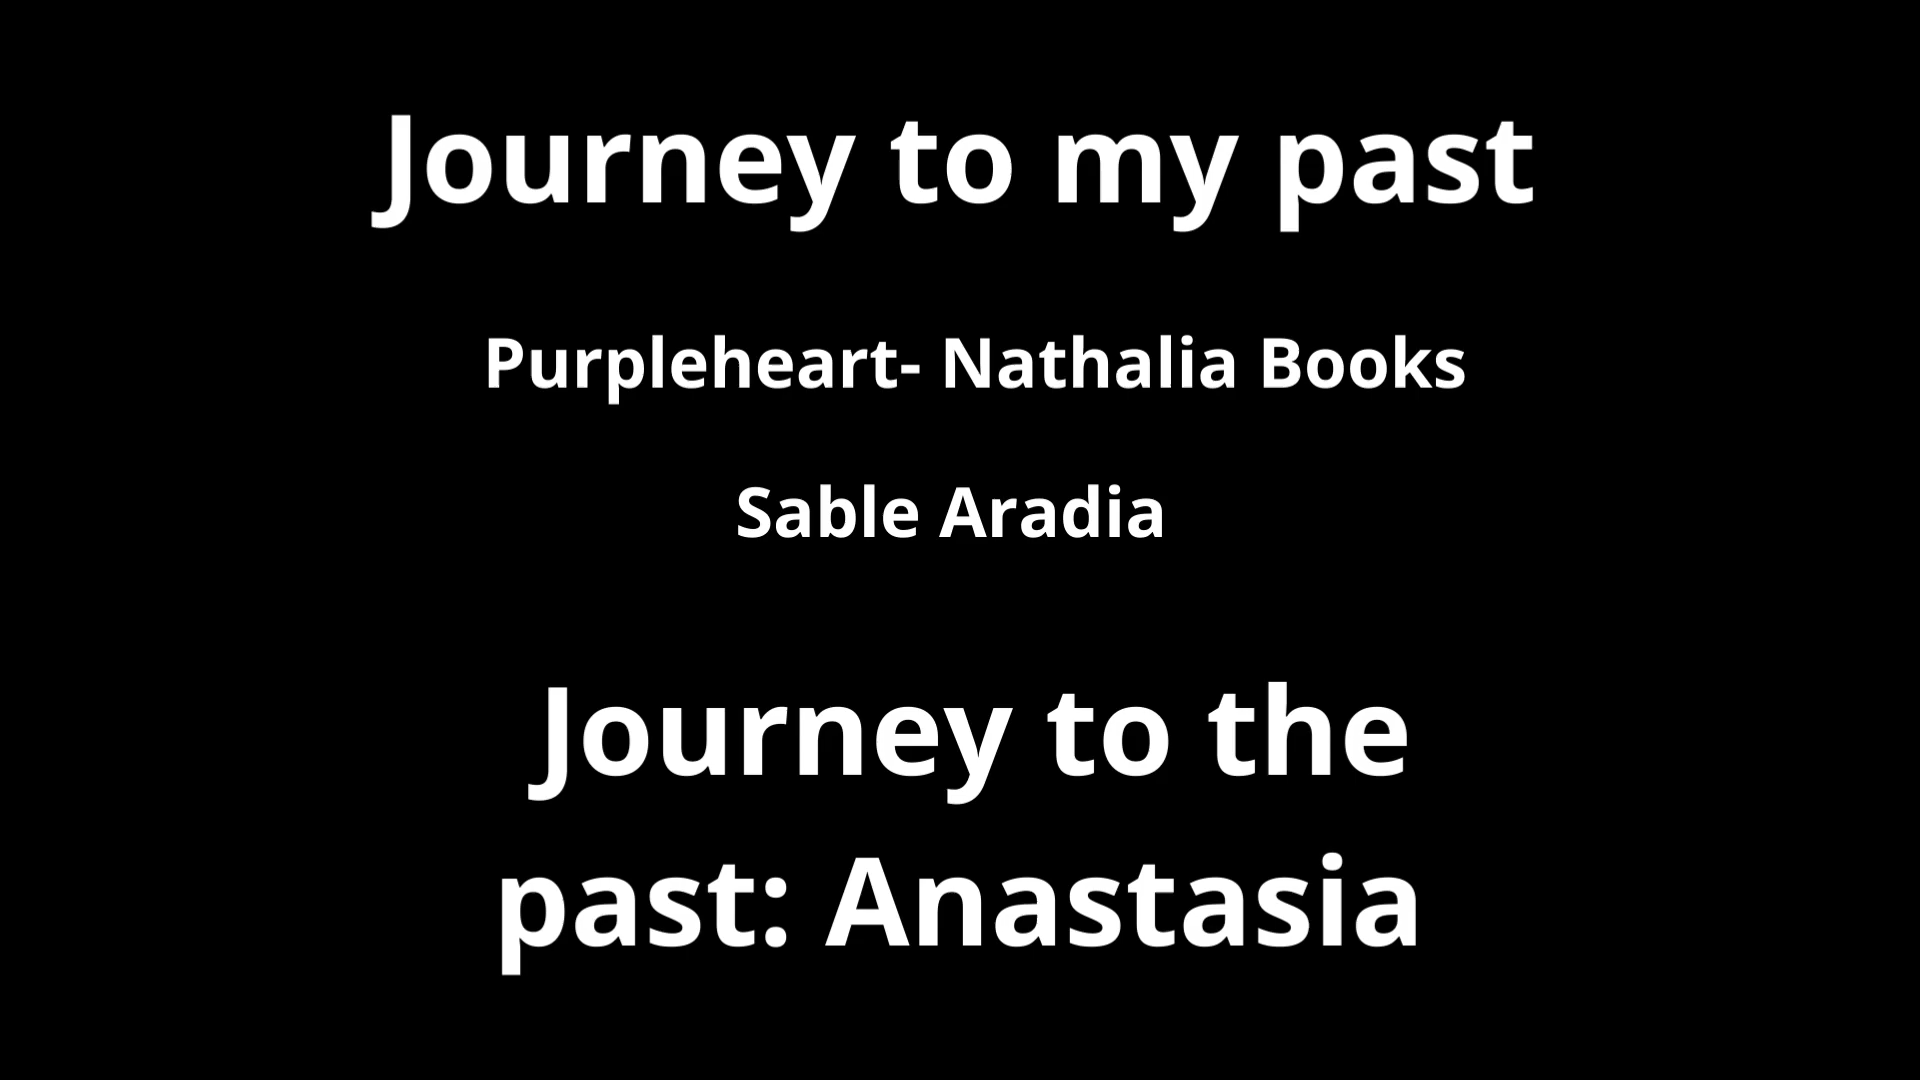 Journey to my past
Purpleheart- Nathalia Books
Sable Aradia
Journey to the
past: Anastasia